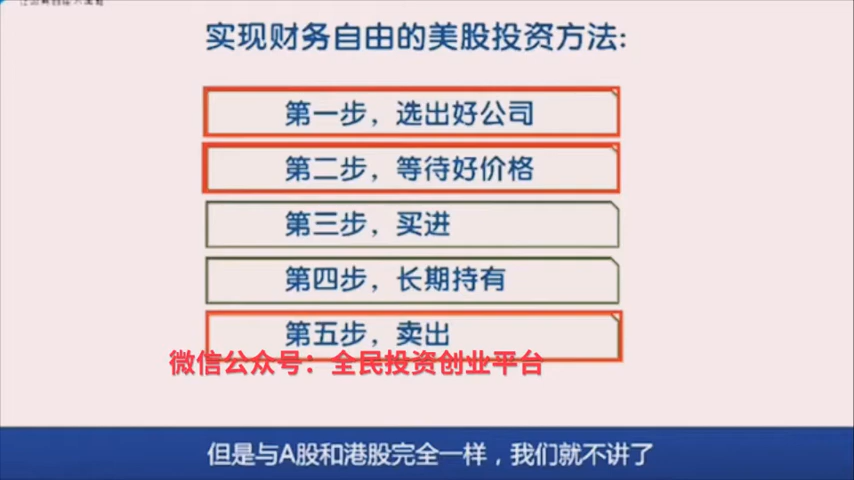 实现财务自由的美股投资方法:
第一步，选出好公司
第二步，等待好价格
第三步，买进
第四步，长期持有
第五步，卖出
微信公众号：全民投资创业平台
但是与A股和港股完全一样，我们就不讲了